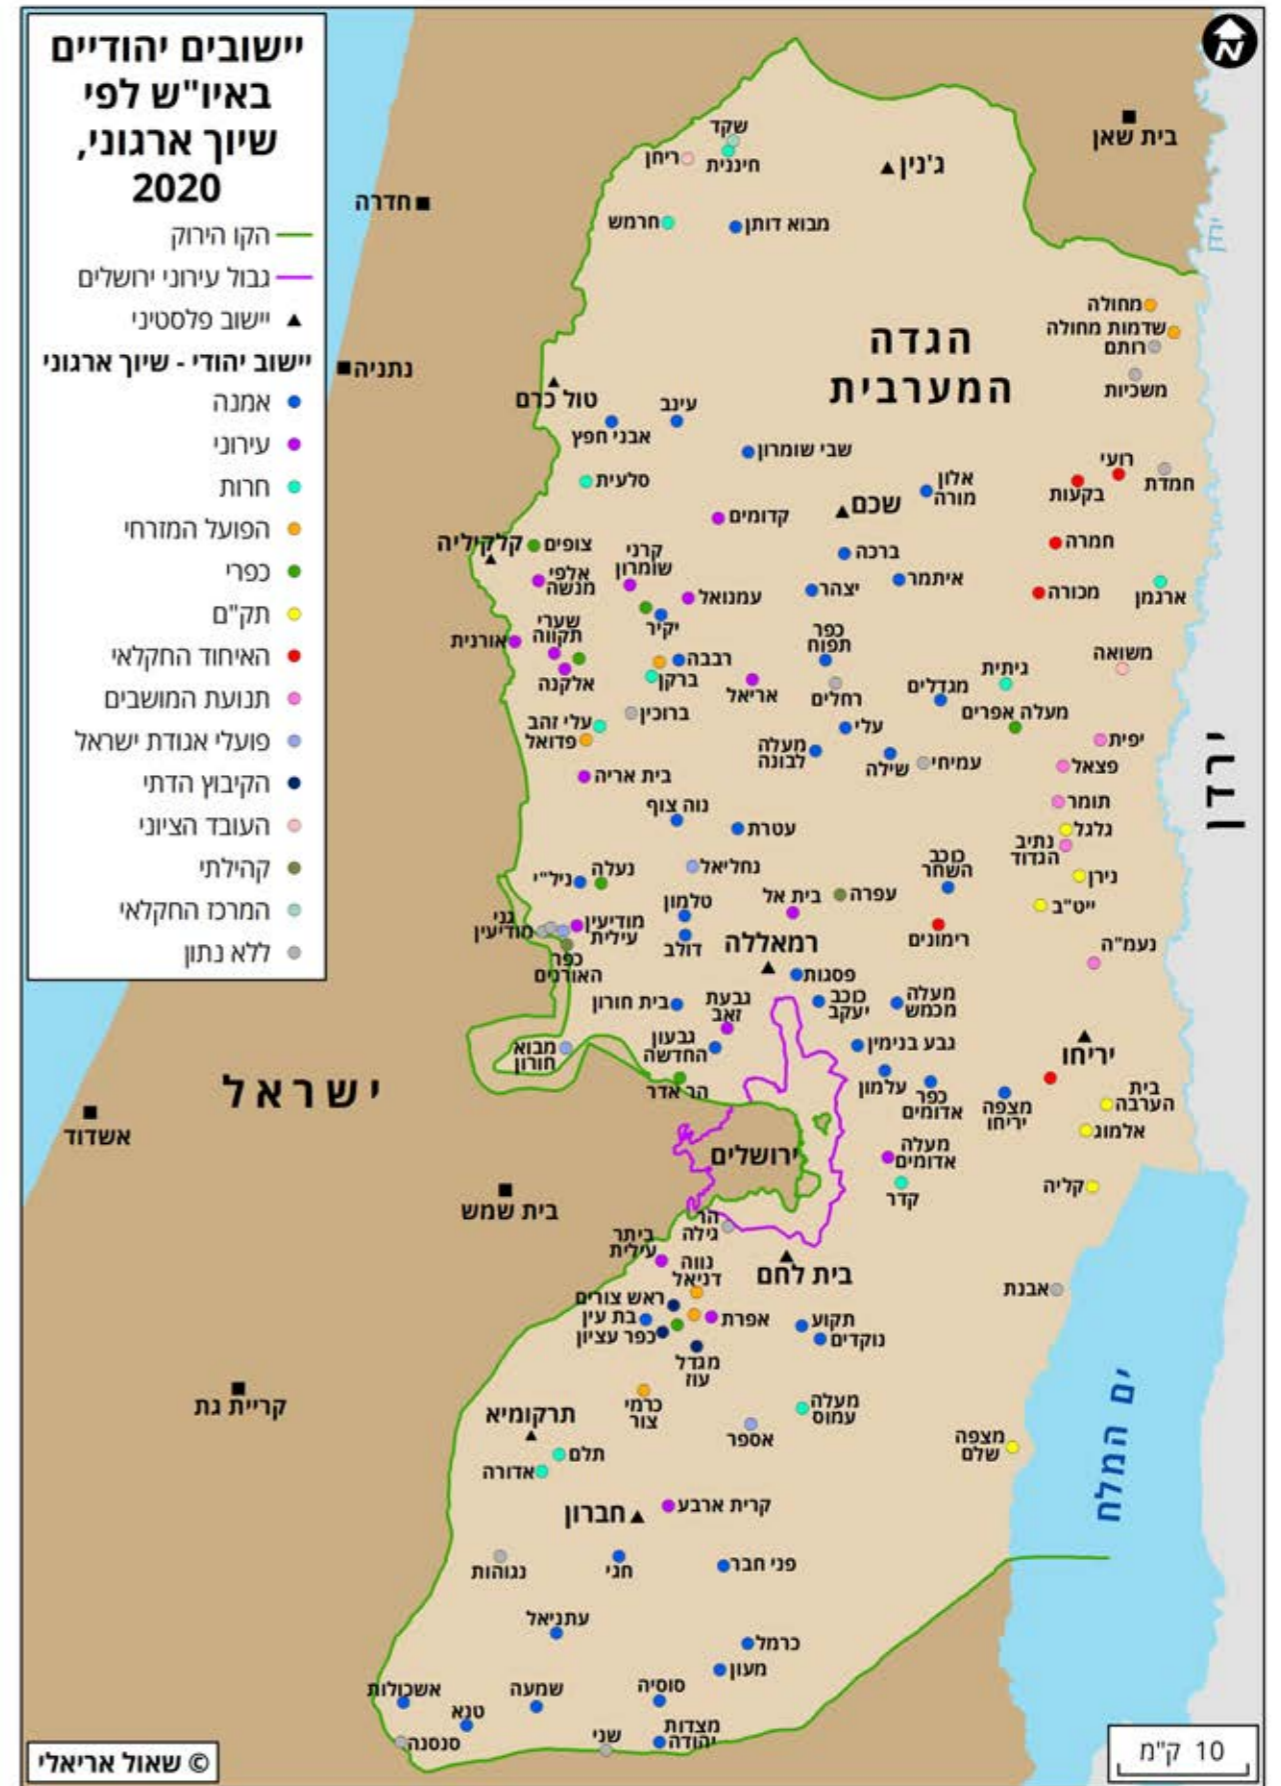 יישובים יהודיים
באיו"ש לפי
שיוך ארגוני,
2020
הקו הירוק
גבול עירוני ירושלים
יישוב פלסטיני
יישוב יהודי - שיוך ארגוני
אמנה
עירוני
חרות
הפועל המזרחי
כפרי
תק"ם
האיחוד החקלאי
תנועת המושבים
פועלי אגודת ישראל
הקיבוץ הדתי
העובד הציוני
קהילתי
המרכז החקלאי
ללא נתון
N
בית שאן
שקד
ריחן
חיננית
ג'נין
חדרה
חרמש
מבוא דותן
ירדן
מחולה
שדמות מחולה
רותם
משכיות
הגדה
המערבית
נתניה
טול כרם
עינב
אבני חפץ
שבי שומרון
סלעית
רועי
בקעות
חמדת
אלון
מורה
שכם
קדומים
חמרה
קלקיליה
צופים
קרני
שומרון
ברכה
אלפי
מנשה
איתמר
יצהר
מכורה
ארגמן
עמנואל
יקיר
שערי
תקווה
אורנית
כפר
תפוח
משואה
רבבה
ברקן
אלקנה
אריאל
רחלים
גיתית
מגדלים
ברוכין
מעלה אפרים
עלי זהב
פדואל
עלי
מעלה
לבונה
שילה
עמיחי
יפית
פצאל
בית אריה
תומר
נוה צוף
עטרת
גלגל
נתיב
הגדוד
ירדן
נחליאל
כוכב
השחר
נירן
נעלה
ניל"י
עפרה
בית אל
ייט"ב
טלמון
מודיעין
עילית
גני
מודיעין
דולב
רמאללה
רימונים
נעמ"ה
כפר
האורנים
פסגות
בית חורון
גבעת
זאב
כוכב
יעקב
מעלה
מכמש
גבעון
החדשה
גבע בנימין
יריחו
מבוא
חורון
הר אדר
עלמון
כפר
אדומים
מצפה
יריחו
בית
הערבה
אלמוג
ישראל
אשדוד
ירושלים
מעלה
אדומים
קדר
קליה
בית שמש
הר
גילה
ביתר
עילית
נווה
דניאל
בית לחם
אבנת
ראש צורים
בת עין
אפרת
כפר עציון
תקוע
נוקדים
מגדל
עוז
קריית גת
כרמי
צור
מעלה
עמוס
תרקומיא
אספר
מצפה
שלם
ים המלח
תלם
אדורה
קרית ארבע
חברון
נגוהות
חגי
פני חבר
עתניאל
כרמל
מעון
אשכולות
שמעה
סוסיה
טנא
מצדות
יהודה
שני
סנסנה
© שאול אריאלי
10 ק"מ